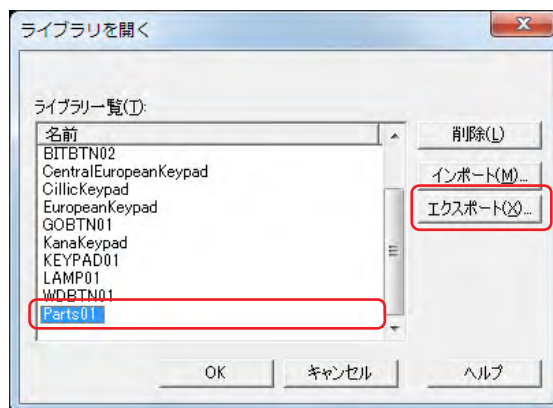 ライブラリを開く
ライブラリ一覧(T):
名前
BITBTN02
CentralEuropeanKeypad
CillicKeypad
EuropeanKeypad
GOBTN01
KanaKeypad
KEYPAD01
LAMP01
WDBTN01
Parts01
削除(L)
インポート(M)...
エクスポート(X)...
OK
キャンセル
ヘルプ